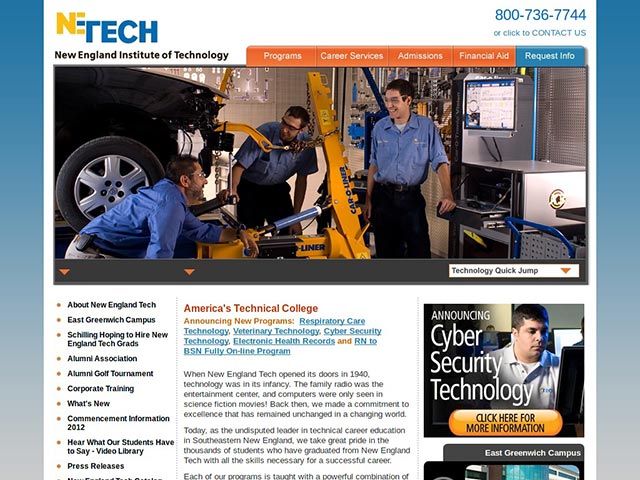 NE TECH
New England Institute of Technology
800-736-7744
or click to CONTACT US
Programs
Career Services
Admissions
Financial Aid
Request Info
CAR-O-LINER
O-LINER
Technology Quick Jump
About New England Tech
East Greenwich Campus
Schilling Hoping to Hire New
England Tech Grads
Alumni Association
Alumni Golf Tournament
Corporate Training
What's New
Commencement Information
2012
Hear What Our Students Have
to Say - Video Library
Press Releases
New England Tech Catalog
America's Technical College
Announcing New Programs: Respiratory Care
Technology, Veterinary Technology, Cyber Security
Technology, Electronic Health Records and RN to
BSN Fully On-line Program
When New England Tech opened its doors in 1940,
technology was in its infancy. The family radio was the
entertainment center, and computers were only seen in
science fiction movies! Back then, we made a commitment to
excellence that has remained unchanged in a changing world.
Today, as the undisputed leader in technical career education
in Southeastern New England, we take great pride in the
thousands of students who have graduated from New England
Tech with all the skills necessary for a successful career.
Each of our programs is taught with a powerful combination of
ANNOUNCING
Cyber
Security
Technology
CLICK HERE FOR
MORE INFORMATION
East Greenwich Campus